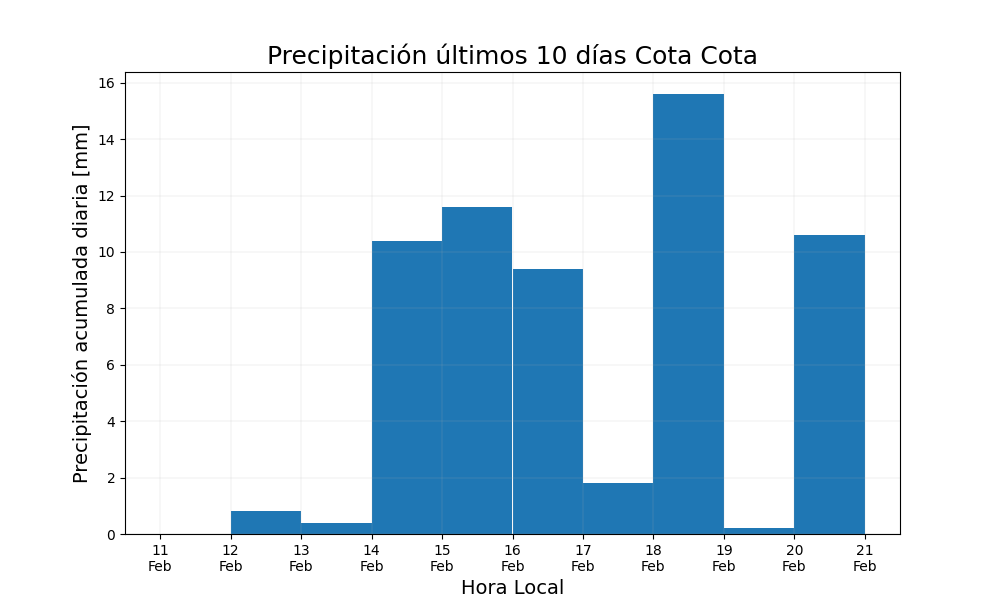 Precipitación últimos 10 días Cota Cota
Precipitación acumulada diaria [mm]
16
14
12
10
8
6
4
2
0
11 12 13 14 15 16 17 18 19 20 21
Feb Feb Feb Feb Feb Feb Feb Feb Feb Feb Feb
Hora Local